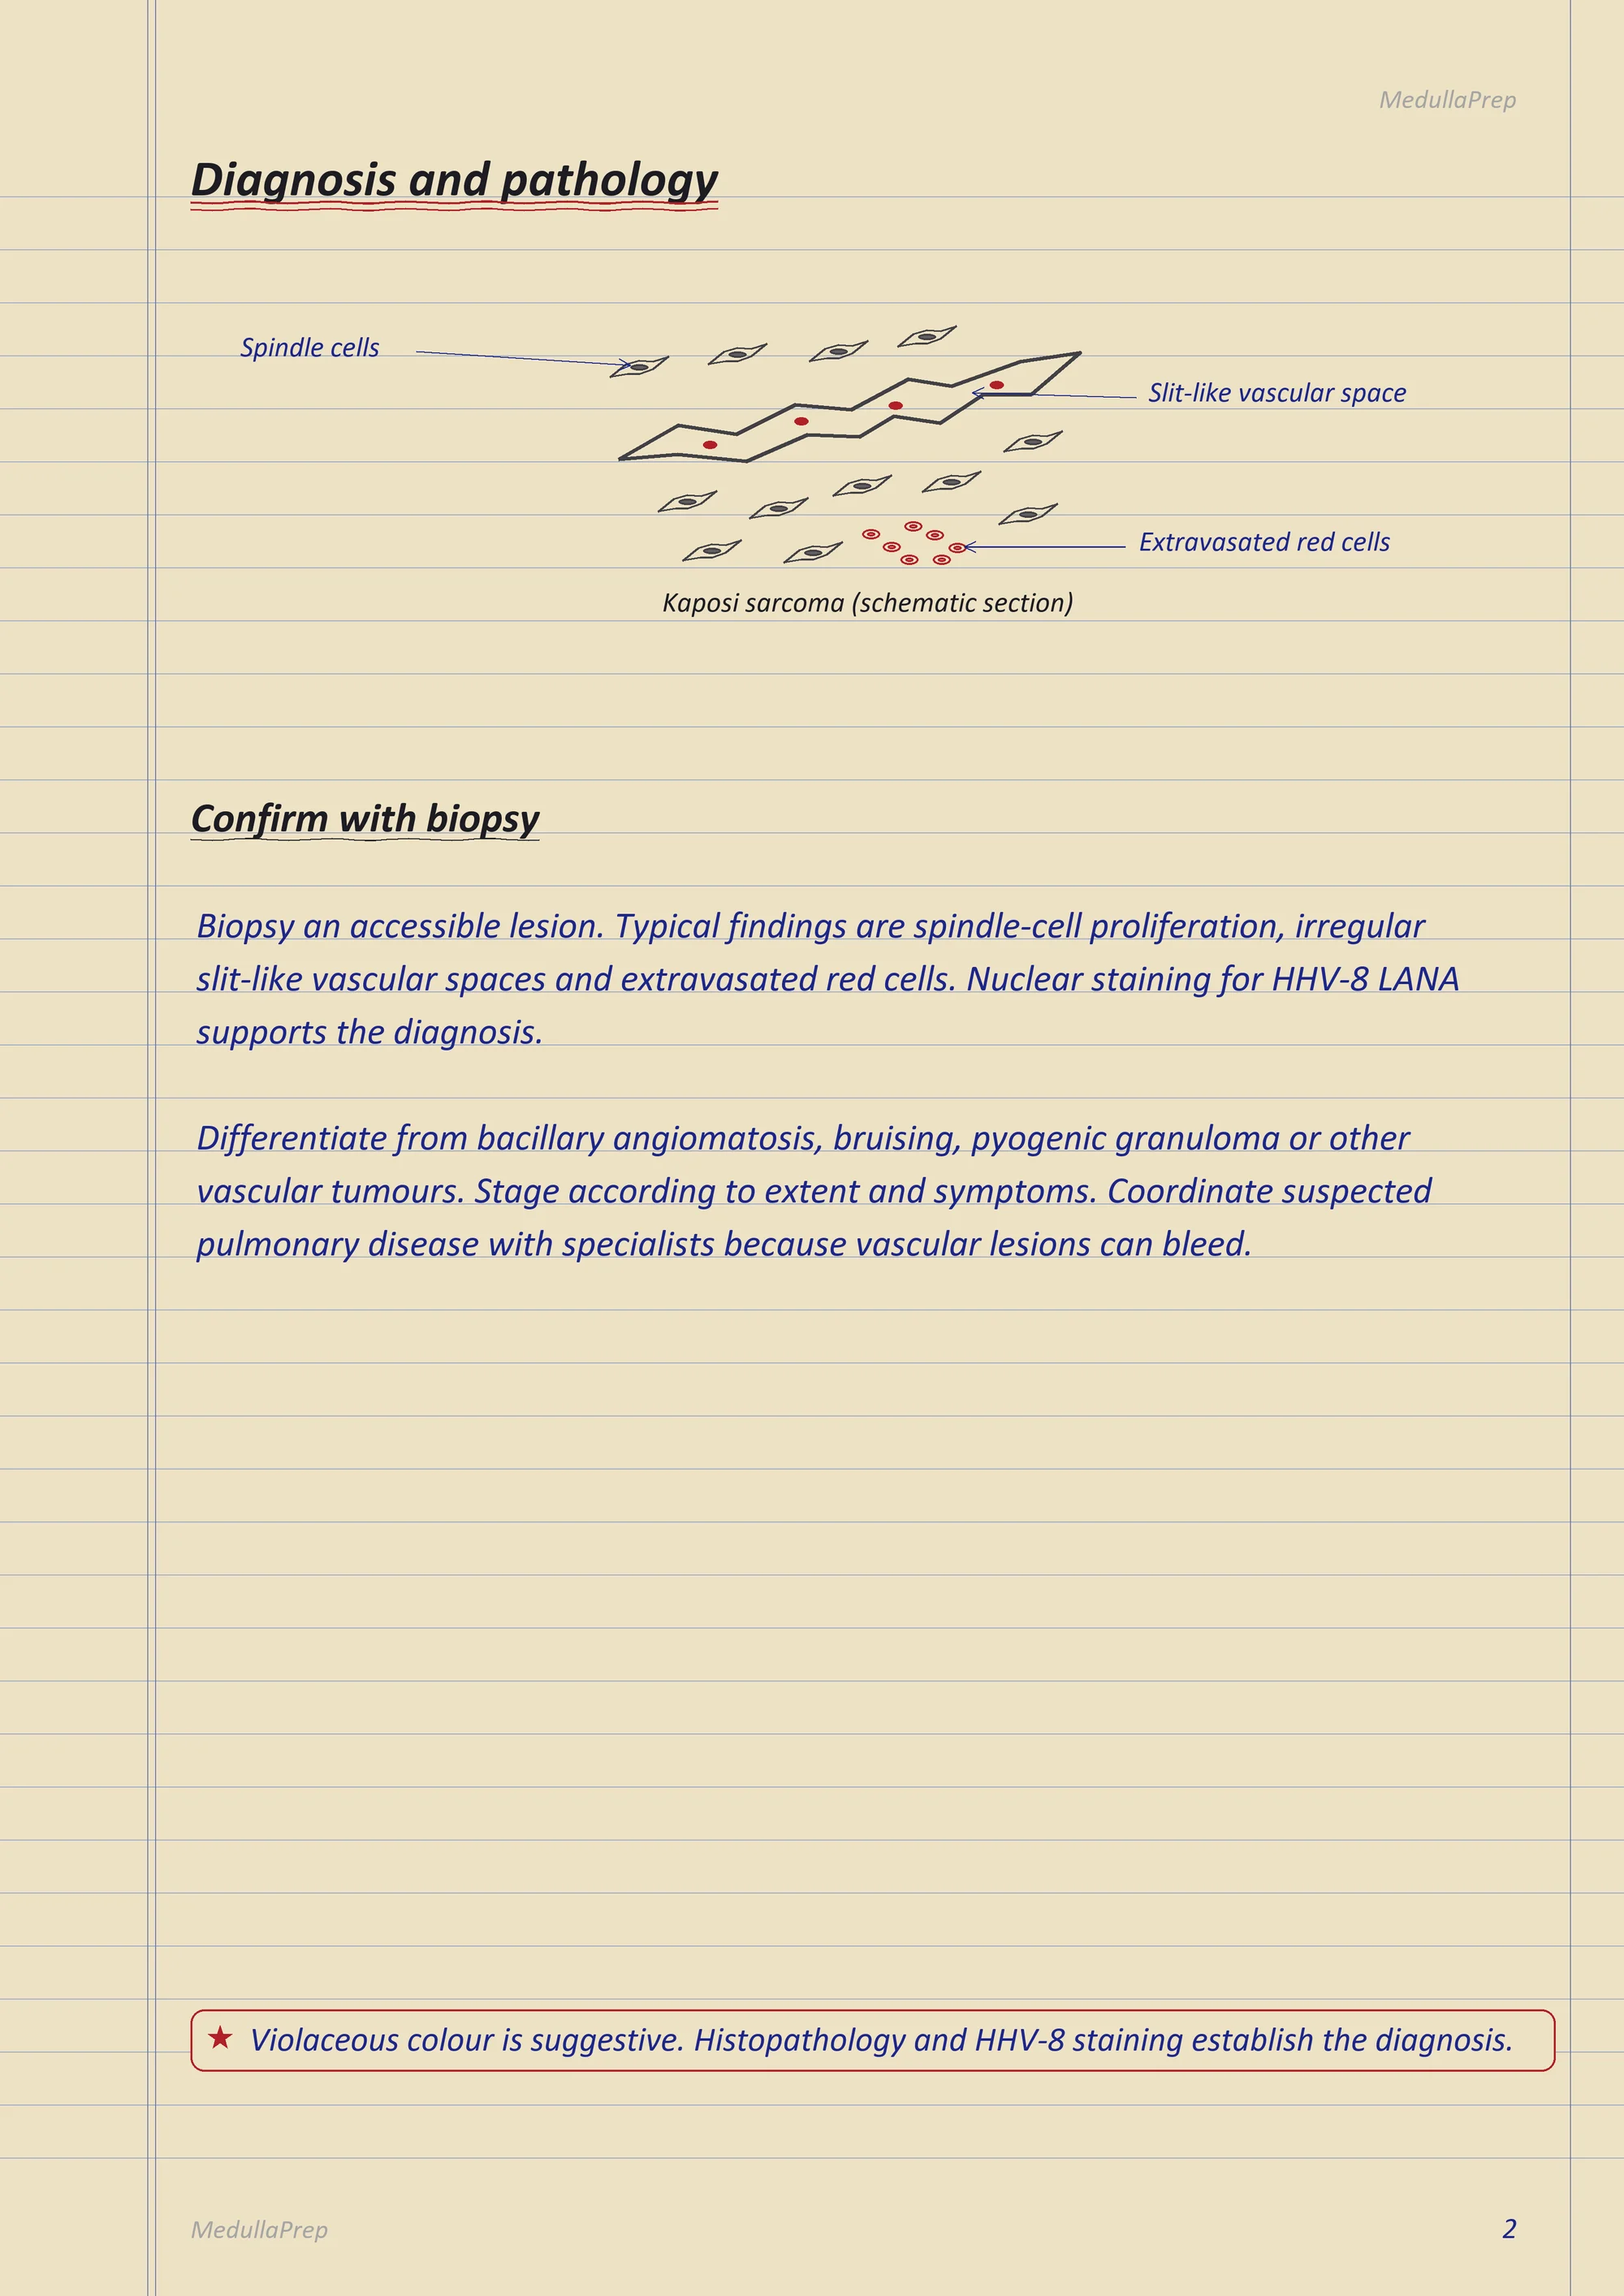 MedullaPrep
Diagnosis and pathology
Spindle cells
Slit-like vascular space
Extravasated red cells
Kaposi sarcoma (schematic section)
Confirm with biopsy
Biopsy an accessible lesion. Typical findings are spindle-cell proliferation, irregular
slit-like vascular spaces and extravasated red cells. Nuclear staining for HHV-8 LANA
supports the diagnosis.
Differentiate from bacillary angiomatosis, bruising, pyogenic granuloma or other
vascular tumours. Stage according to extent and symptoms. Coordinate suspected
pulmonary disease with specialists because vascular lesions can bleed.
★ Violaceous colour is suggestive. Histopathology and HHV-8 staining establish the diagnosis.
MedullaPrep
2